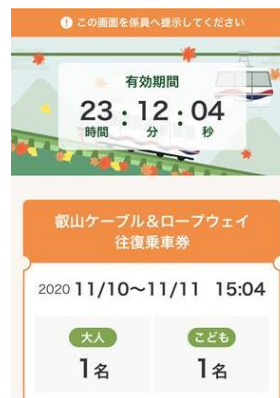 ! この画面を係員へ提示してください
有効期間
23 : 12 : 04
時間 分 秒
叡山ケーブル&ロープウェイ
往復乗車券
2020 11/10～11/11 15:04
大人 こども
1名 1名